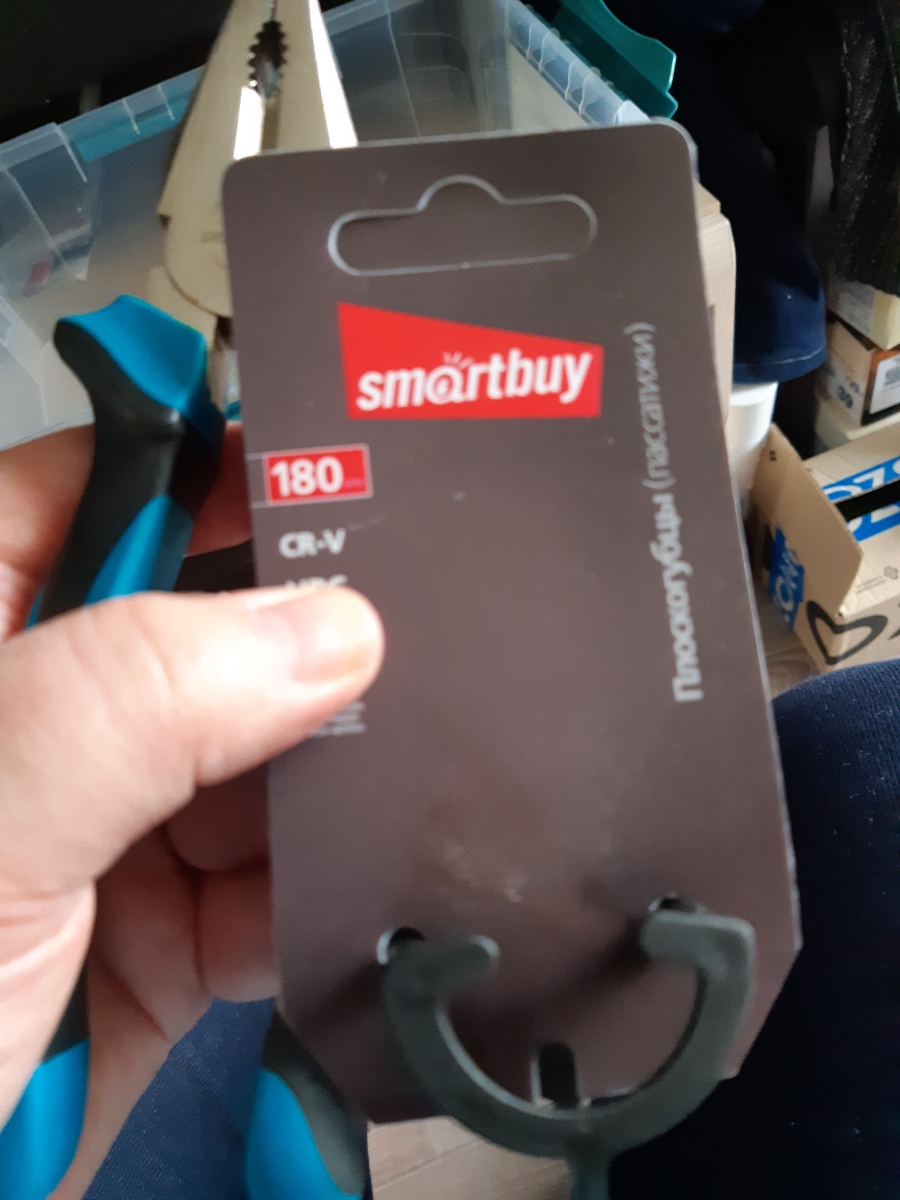 smartbuy
180
CR-V
Плоскогубцы (пассатижи)